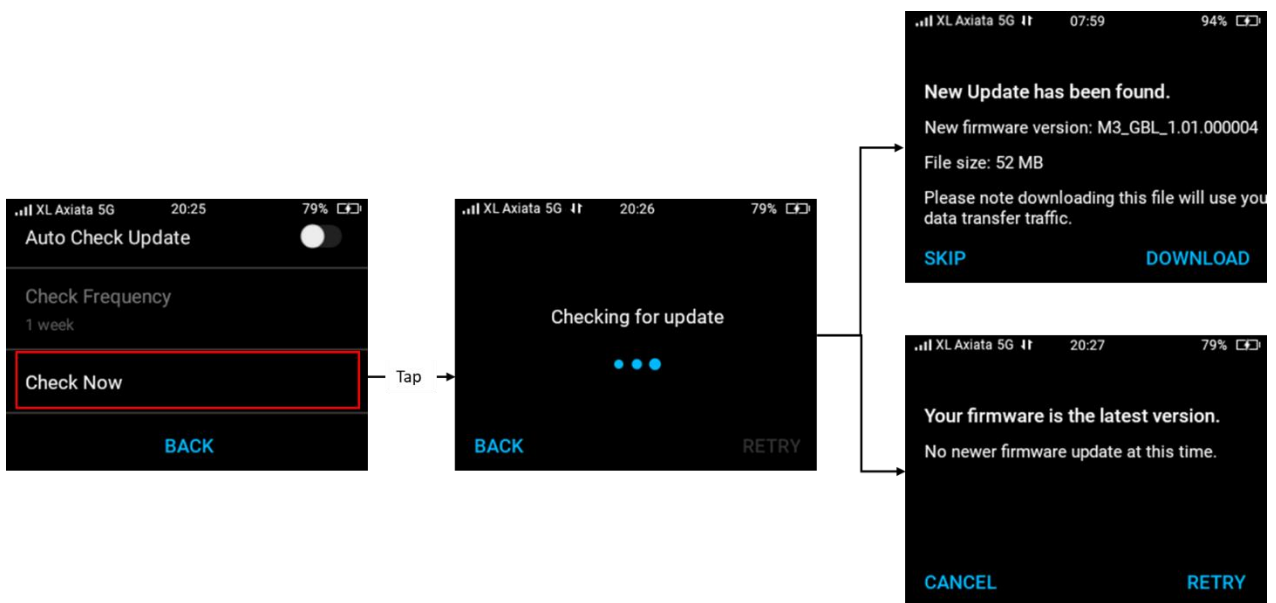 XL Axiata 5G 20:25 79%
Auto Check Update
Check Frequency
1 week
Check Now
BACK
Tap
XL Axiata 5G 20:26 79%
Checking for update
BACK RETRY
XL Axiata 5G 07:59 94%
New Update has been found.
New firmware version: M3_GBL_1.01.000004
File size: 52 MB
Please note downloading this file will use you
data transfer traffic.
SKIP DOWNLOAD
XL Axiata 5G 20:27 79%
Your firmware is the latest version.
No newer firmware update at this time.
CANCEL RETRY